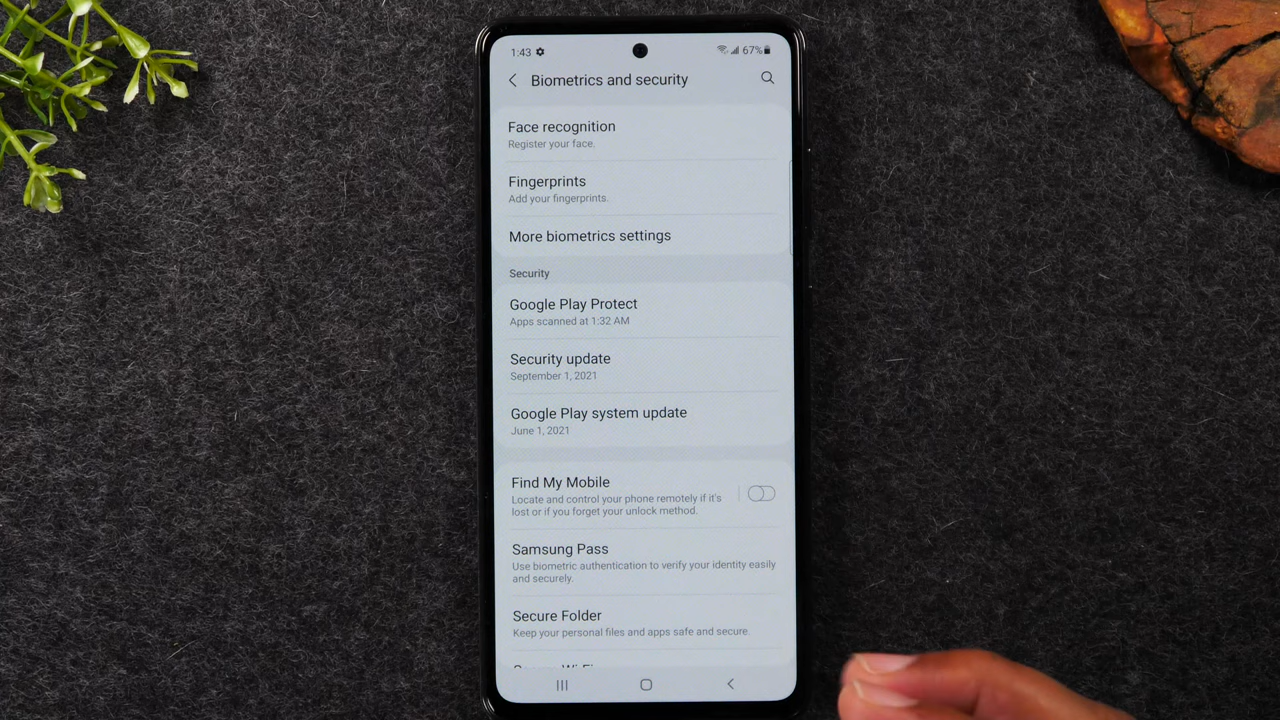 1:43
67%
Biometrics and security
Face recognition
Register your face.
Fingerprints
Add your fingerprints.
More biometrics settings
Security
Google Play Protect
Apps scanned at 1:32 AM
Security update
September 1, 2021
Google Play system update
June 1, 2021
Find My Mobile
Locate and control your phone remotely if it's
lost or if you forget your unlock method.
Samsung Pass
Use biometric authentication to verify your identity easily
and securely.
Secure Folder
Keep your personal files and apps safe and secure.